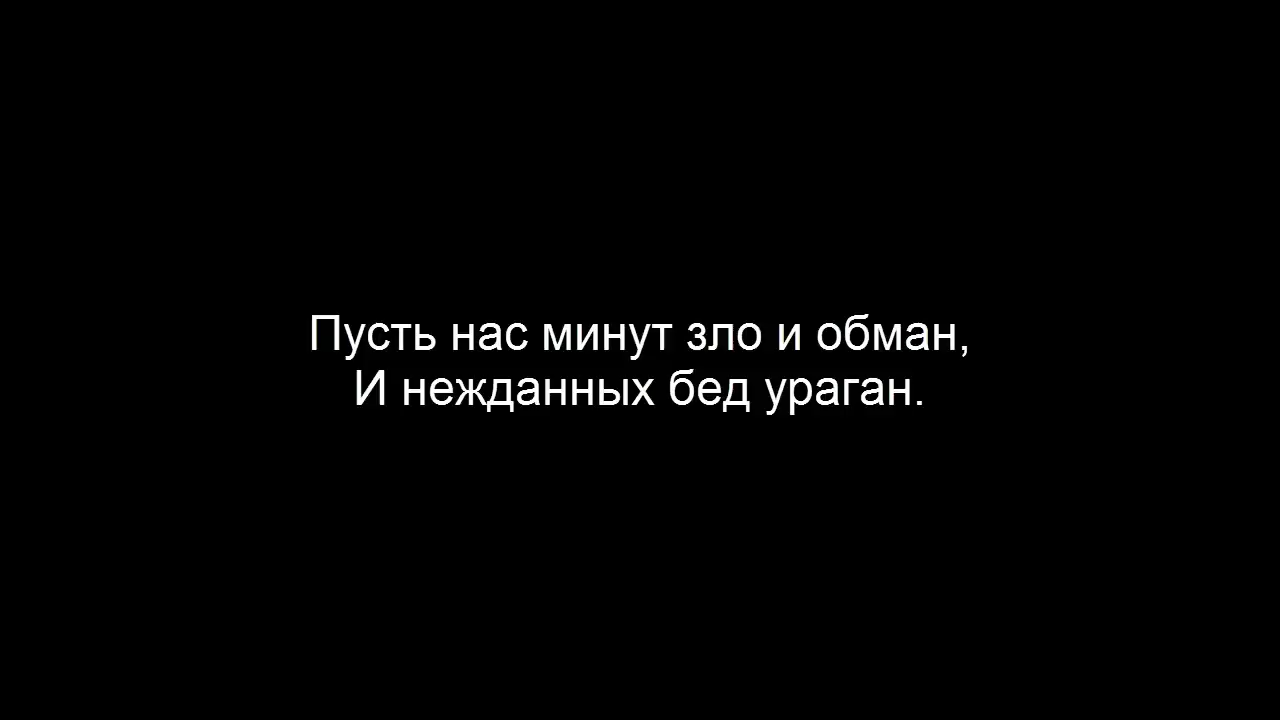 Пусть нас минут зло и обман,
И нежданных бед ураган.